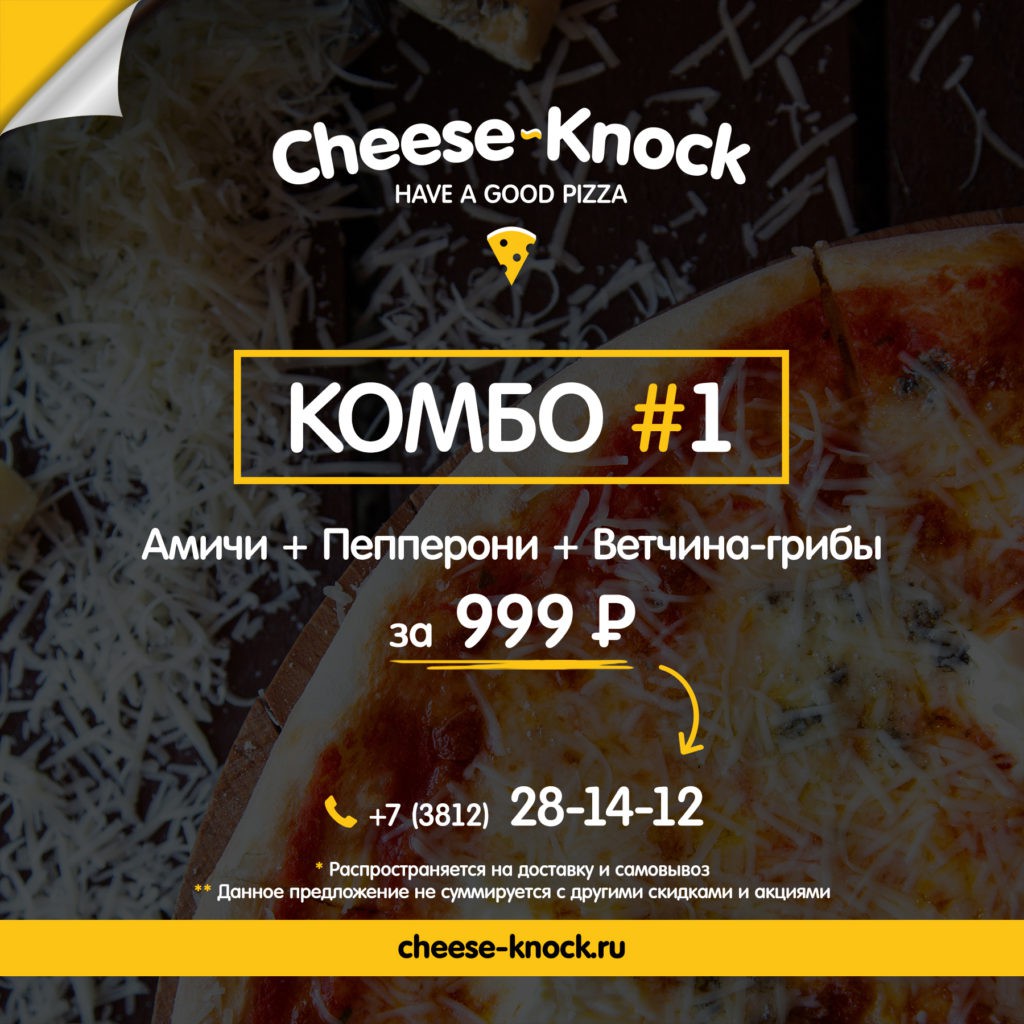 Cheese~Knock
HAVE A GOOD PIZZA
КОМБО #1
Амичи + Пепперони + Ветчина-грибы
за 999 ₽
+7 (3812) 28-14-12
* Распространяется на доставку и самовывоз
** Данное предложение не суммируется с другими скидками и акциями
cheese-knock.ru